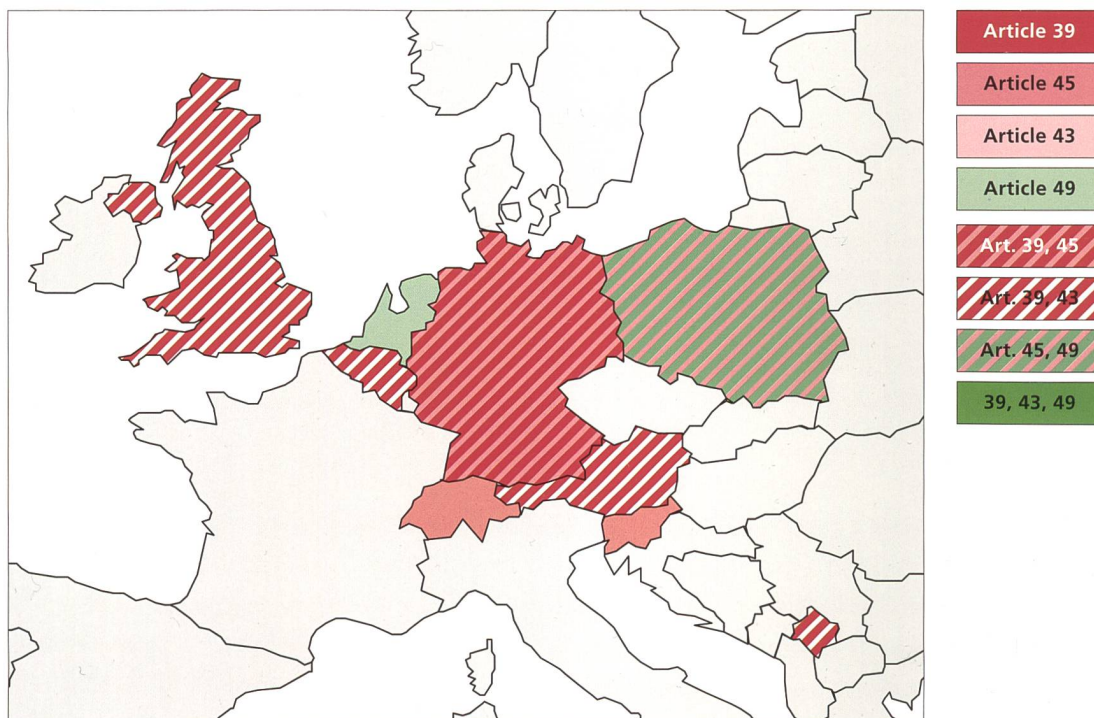 Article 39
Article 45
Article 43
Article 49
Art. 39, 45
Art. 39, 43
Art. 45, 49
39, 43, 49